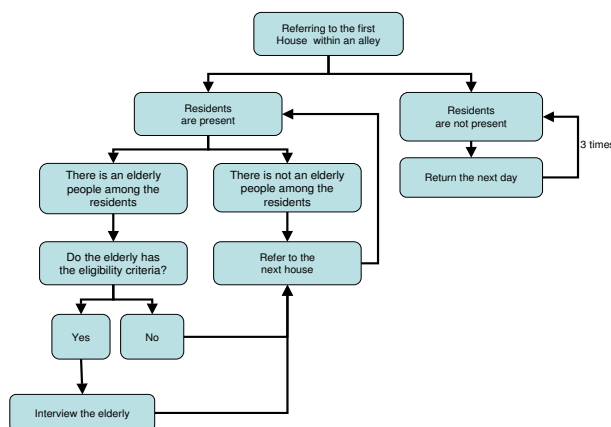 Referring to the first
House within an alley
Residents
are present
Residents
are not present
3 times
There is an elderly
people among the
residents
There is not an elderly
people among the
residents
Return the next day
Do the elderly has
the eligibility criteria?
Refer to the
next house
Yes
No
Interview the elderly